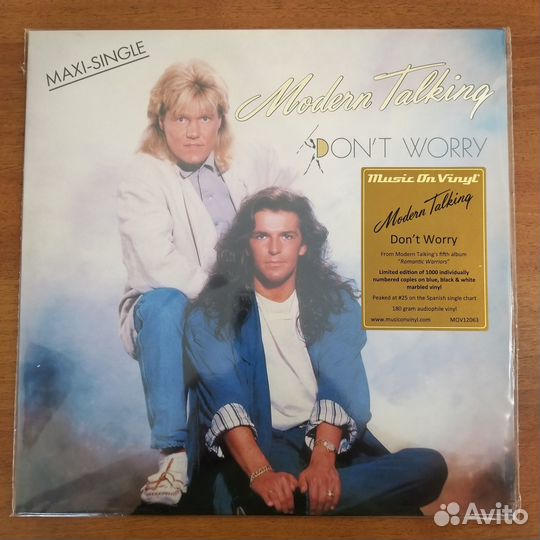 MAXI-SINGLE
Modern Talking
DON'T WORRY
Music On Vinyl
Modern Talking
Don't Worry
From Modern Talking's fifth album
"Romantic Warriors"
Limited edition of 1000 individually
numbered copies on blue, black & white
marbled vinyl
Peaked at #25 on the Spanish single chart
180 gram audiophile vinyl
www.musiconvinyl.com MOV12063
Avito